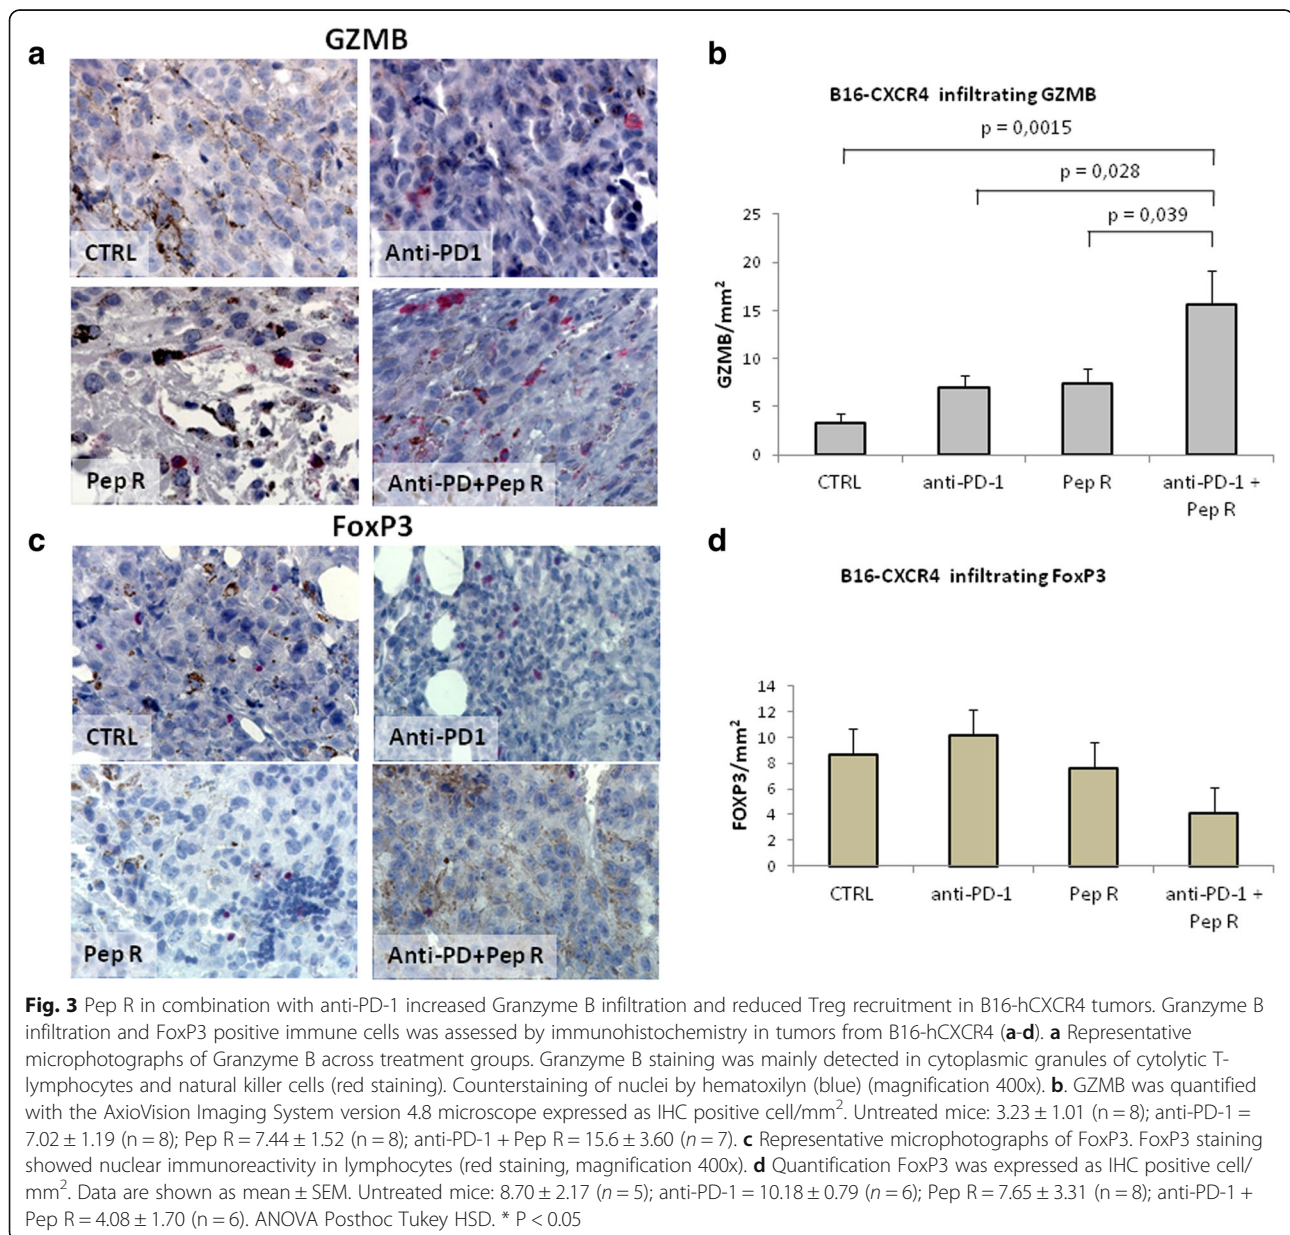 a
GZMB
CTRL
Anti-PD1
Pep R
Anti-PD+Pep R
b
B16-CXCR4 infiltrating GZMB
p = 0,0015
p = 0,028
p = 0,039
GZMB/mm²
25
20
15
10
5
0
CTRL
anti-PD-1
Pep R
anti-PD-1 +
Pep R
c
FoxP3
CTRL
Anti-PD1
Pep R
Anti-PD+Pep R
d
B16-CXCR4 infiltrating FoxP3
FOXP3/mm²
14
12
10
8
6
4
2
0
CTRL
anti-PD-1
Pep R
anti-PD-1 +
Pep R
Fig. 3 Pep R in combination with anti-PD-1 increased Granzyme B infiltration and reduced Treg recruitment in B16-hCXCR4 tumors. Granzyme B
infiltration and FoxP3 positive immune cells was assessed by immunohistochemistry in tumors from B16-hCXCR4 (a-d). a Representative
microphotographs of Granzyme B across treatment groups. Granzyme B staining was mainly detected in cytoplasmic granules of cytolytic T-
lymphocytes and natural killer cells (red staining). Counterstaining of nuclei by hematoxilyn (blue) (magnification 400x). b. GZMB was quantified
with the AxioVision Imaging System version 4.8 microscope expressed as IHC positive cell/mm². Untreated mice: 3.23 ± 1.01 (n = 8); anti-PD-1 =
7.02 ± 1.19 (n = 8); Pep R = 7.44 ± 1.52 (n = 8); anti-PD-1 + Pep R = 15.6 ± 3.60 (n = 7). c Representative microphotographs of FoxP3. FoxP3 staining
showed nuclear immunoreactivity in lymphocytes (red staining, magnification 400x). d Quantification FoxP3 was expressed as IHC positive cell/
mm². Data are shown as mean ± SEM. Untreated mice: 8.70 ± 2.17 (n = 5); anti-PD-1 = 10.18 ± 0.79 (n = 6); Pep R = 7.65 ± 3.31 (n = 8); anti-PD-1 +
Pep R = 4.08 ± 1.70 (n = 6). ANOVA Posthoc Tukey HSD. * P < 0.05